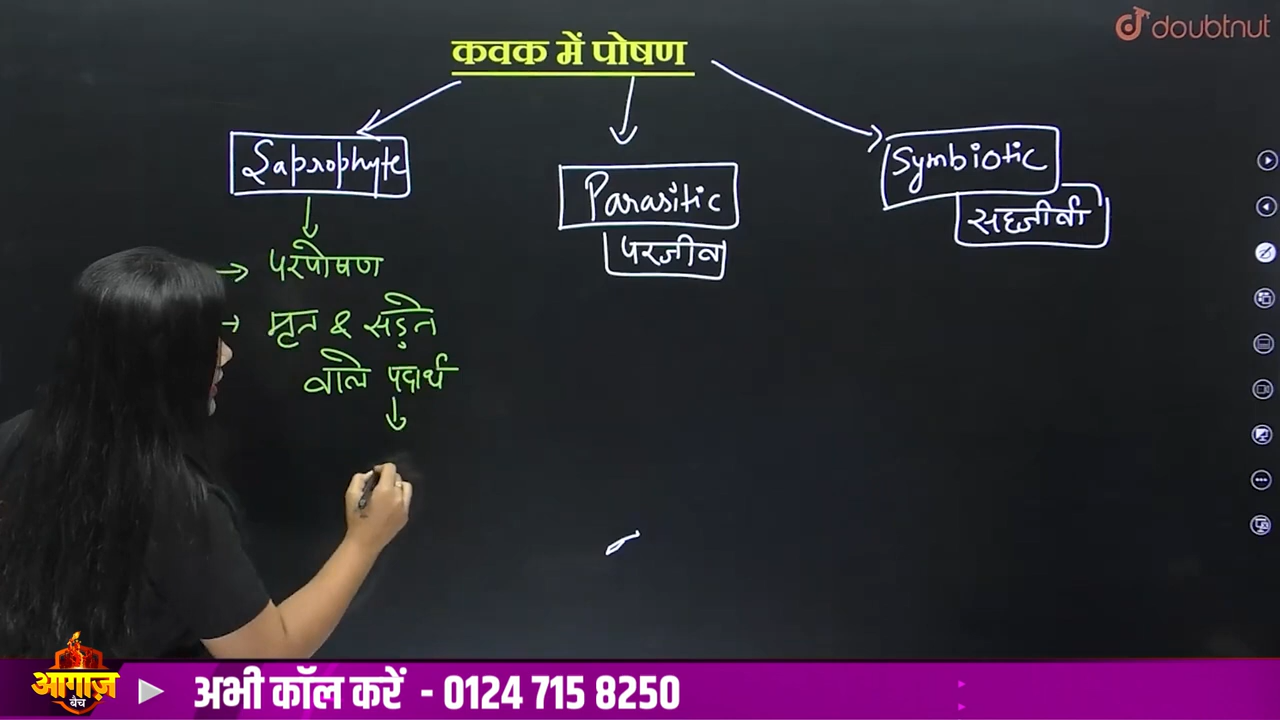 doubtnut
कवक में पोषण
Saprophyte
Parasitic
Symbiotic
परजीवी
सहजीवी
→ परपोषण
→ मृत & सड़ने
वाले पदार्थ
आगाज़
बैच
अभी कॉल करें - 0124 715 8250